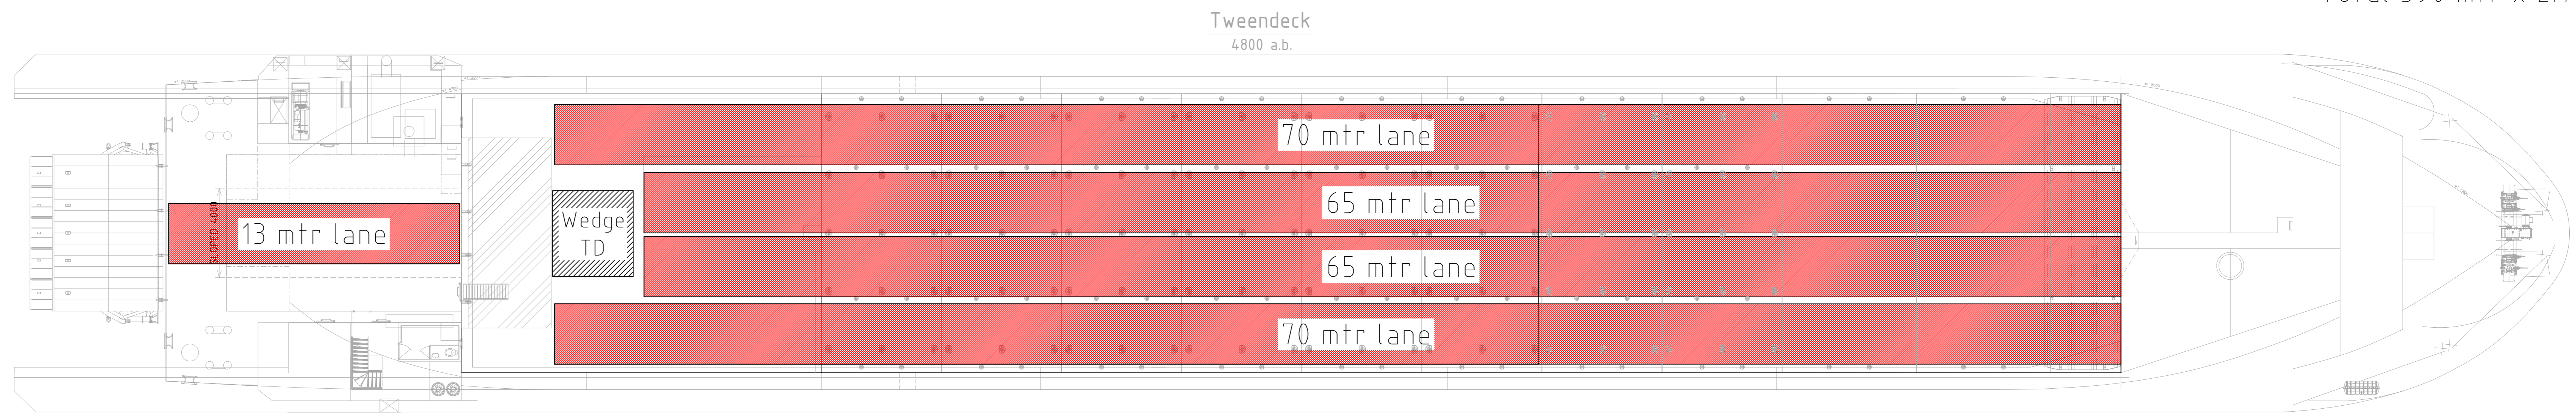 Tweendeck
4800 a.b.
70 mtr lane
65 mtr lane
SLOPED 4000
13 mtr lane
Wedge
TD
65 mtr lane
70 mtr lane